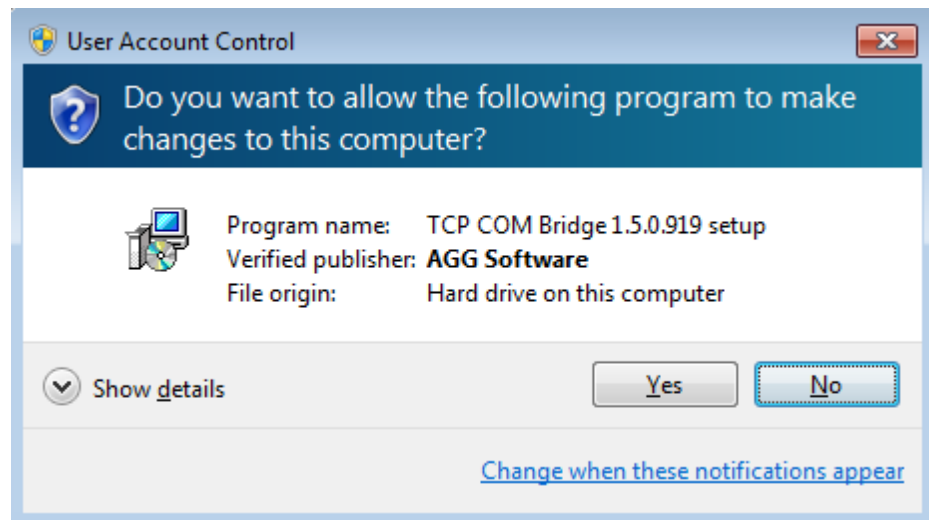 User Account Control
Do you want to allow the following program to make
changes to this computer?
Program name: TCP COM Bridge 1.5.0.919 setup
Verified publisher: AGG Software
File origin: Hard drive on this computer
Show details
Yes
No
Change when these notifications appear